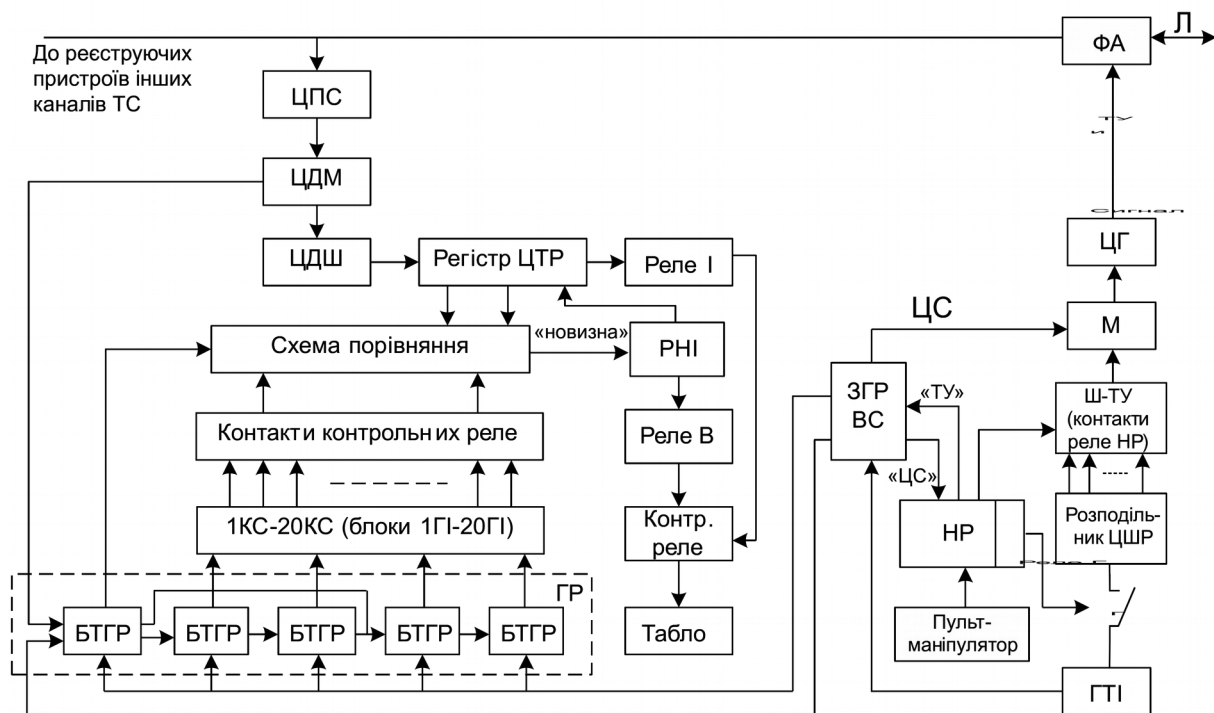 ФА
Л
До реєструючих
пристроїв інших
каналів ТС
ЦПС
ТУ
и
ЦДМ
Сигнал
ЦГ
ЦДШ
Регістр ЦТР
Реле І
ЦС
М
Схема порівняння
«новизна»
РНІ
ЗГР
ВС
«ТУ»
Ш-ТУ
(контакти
реле НР)
Контакти контрольних реле
Реле В
«ЦС»
1КС-20КС (блоки 1ГІ-20ГІ)
Контр.
реле
НР
Розподіль-
ник ЦШР
ГР
БТГР
БТГР
БТГР
БТГР
БТГР
Табло
Пульт-
маніпулятор
ГТІ